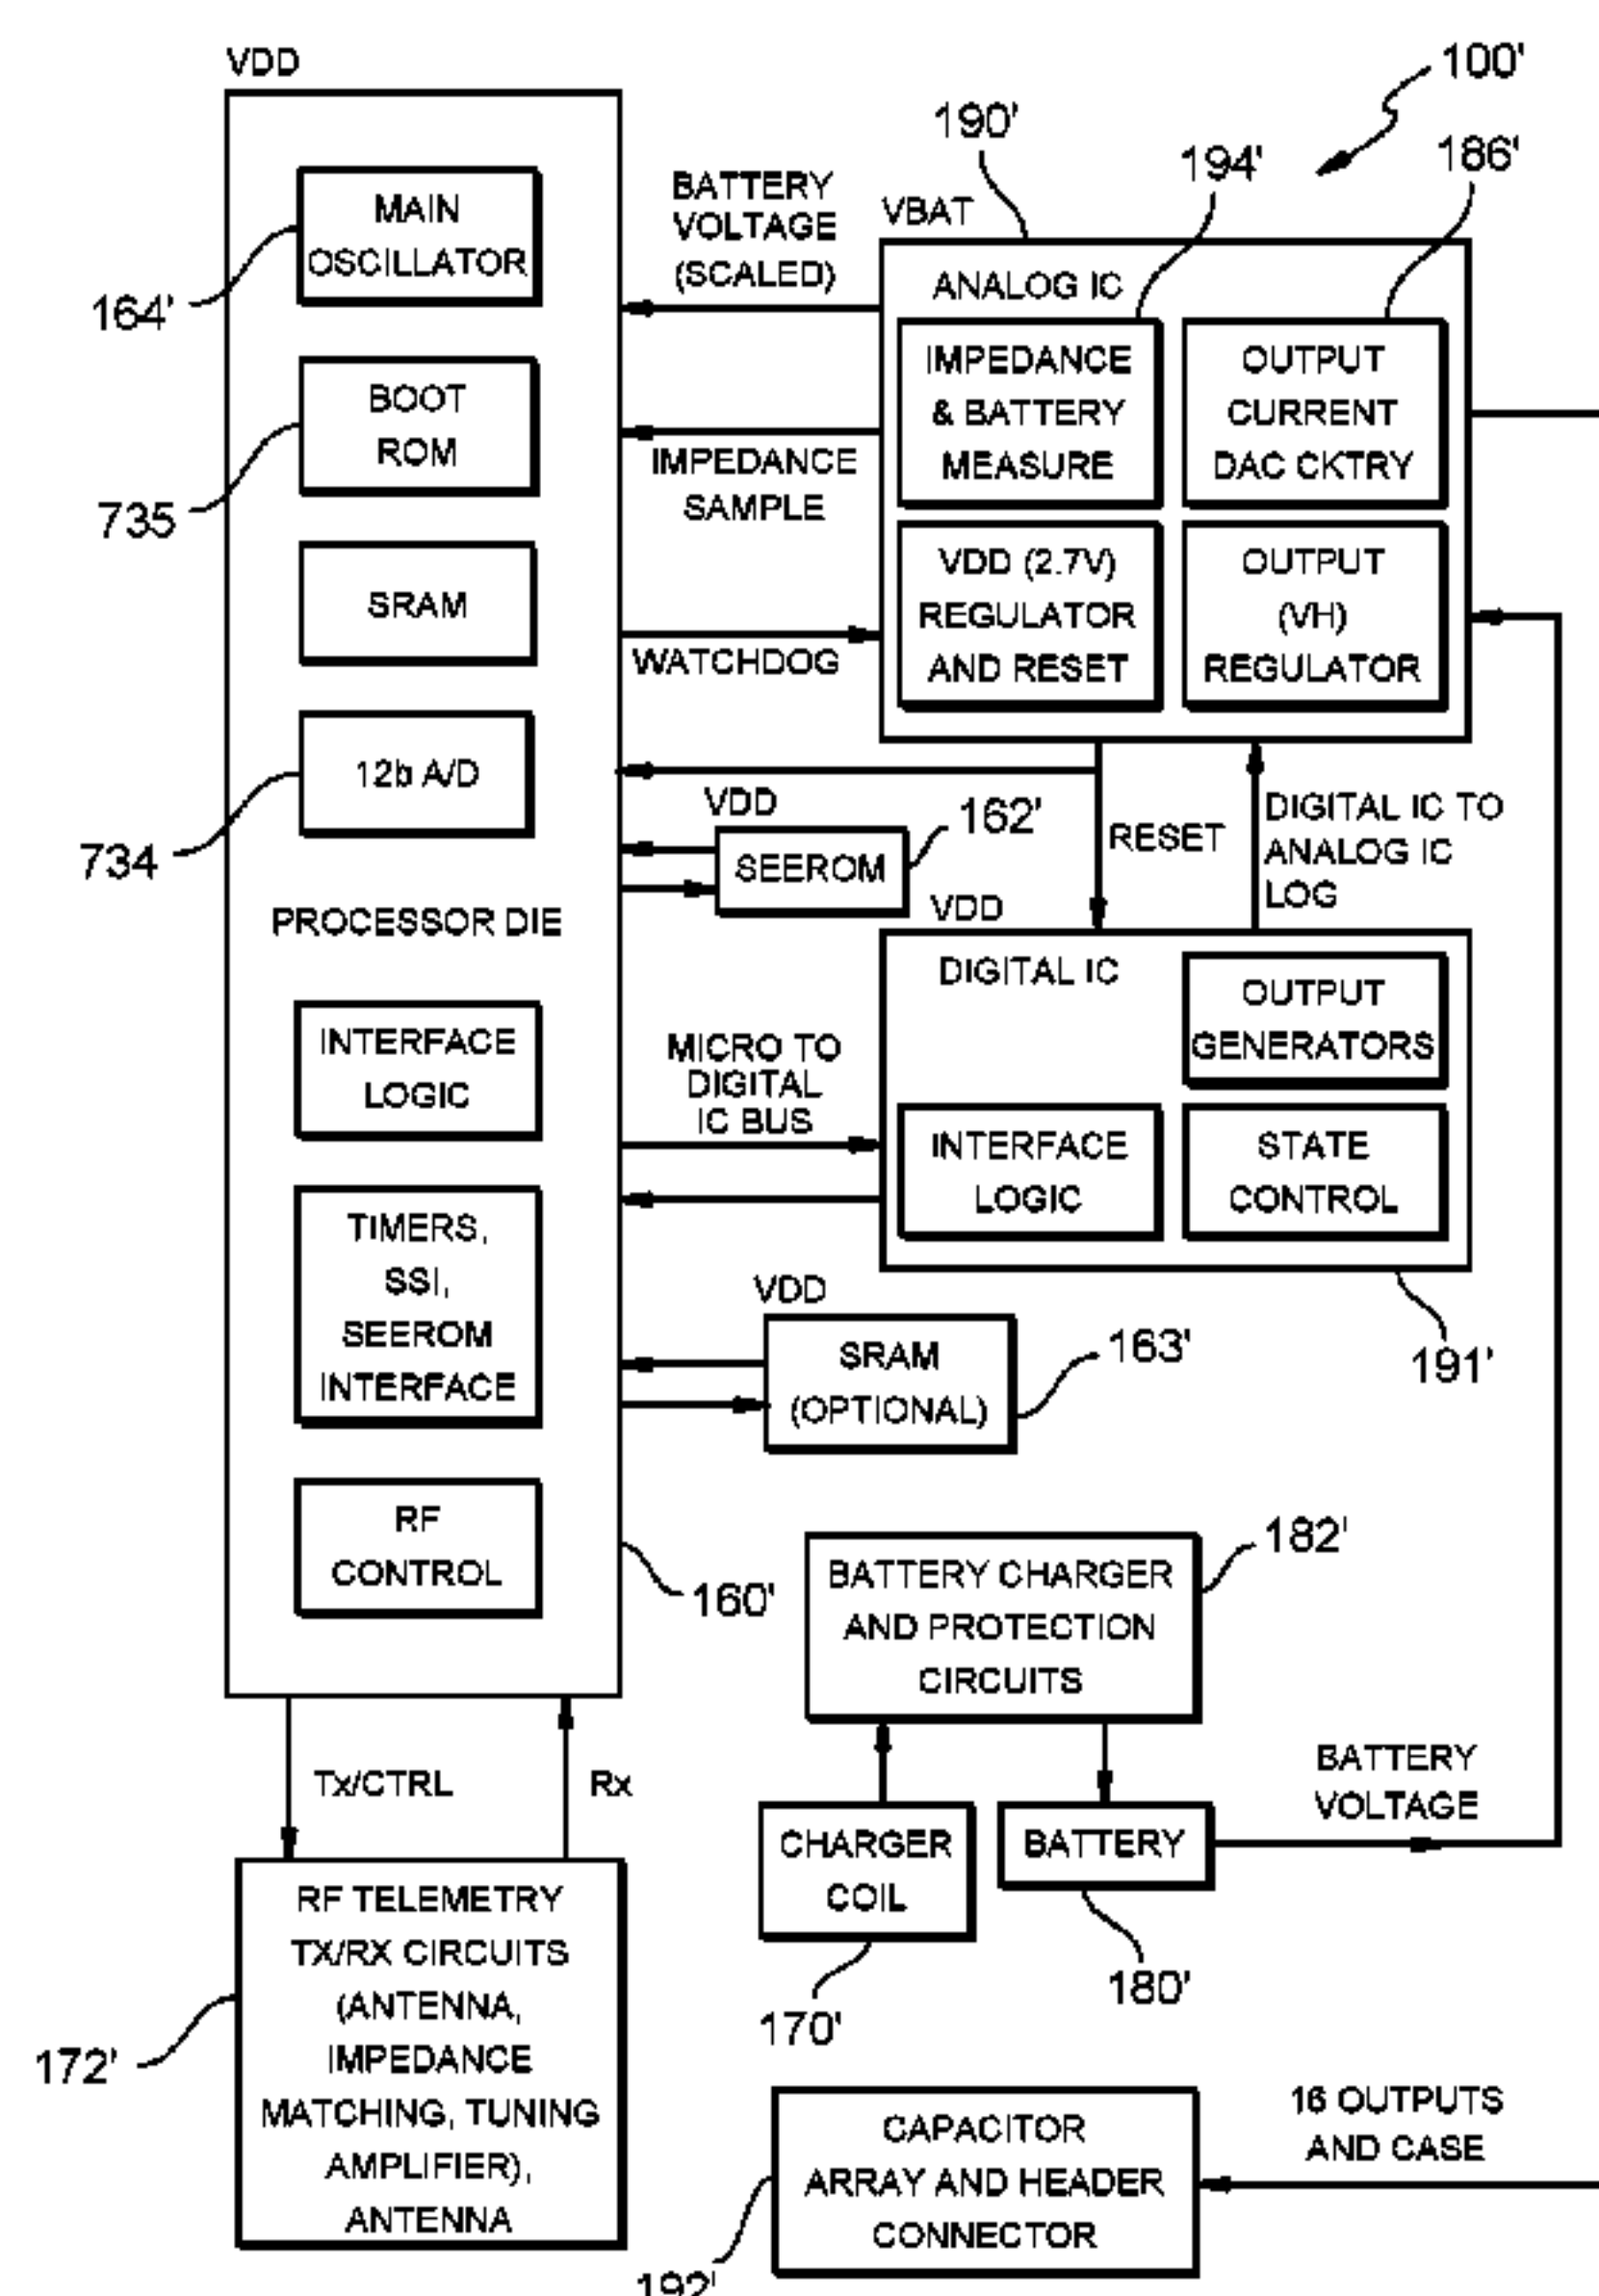 VDD
100'
190'
194'
186'
MAIN
OSCILLATOR
164'
BATTERY
VOLTAGE
(SCALED)
VBAT
ANALOG IC
IMPEDANCE
& BATTERY
MEASURE
OUTPUT
CURRENT
DAC CKTRY
BOOT
ROM
735
IMPEDANCE
SAMPLE
VDD (2.7V)
REGULATOR
AND RESET
OUTPUT
(VH)
REGULATOR
SRAM
WATCHDOG
12b A/D
734
VDD
SEEROM
162'
RESET
DIGITAL IC TO
ANALOG IC
LOG
PROCESSOR DIE
VDD
DIGITAL IC
OUTPUT
GENERATORS
INTERFACE
LOGIC
MICRO TO
DIGITAL
IC BUS
INTERFACE
LOGIC
STATE
CONTROL
191'
TIMERS,
SSI,
SEEROM
INTERFACE
VDD
SRAM
(OPTIONAL)
163'
RF
CONTROL
160'
BATTERY CHARGER
AND PROTECTION
CIRCUITS
182'
Tx/CTRL
Rx
CHARGER
COIL
170'
BATTERY
180'
BATTERY
VOLTAGE
RF TELEMETRY
TX/RX CIRCUITS
(ANTENNA,
IMPEDANCE
MATCHING, TUNING
AMPLIFIER),
ANTENNA
172'
CAPACITOR
ARRAY AND HEADER
CONNECTOR
192'
16 OUTPUTS
AND CASE